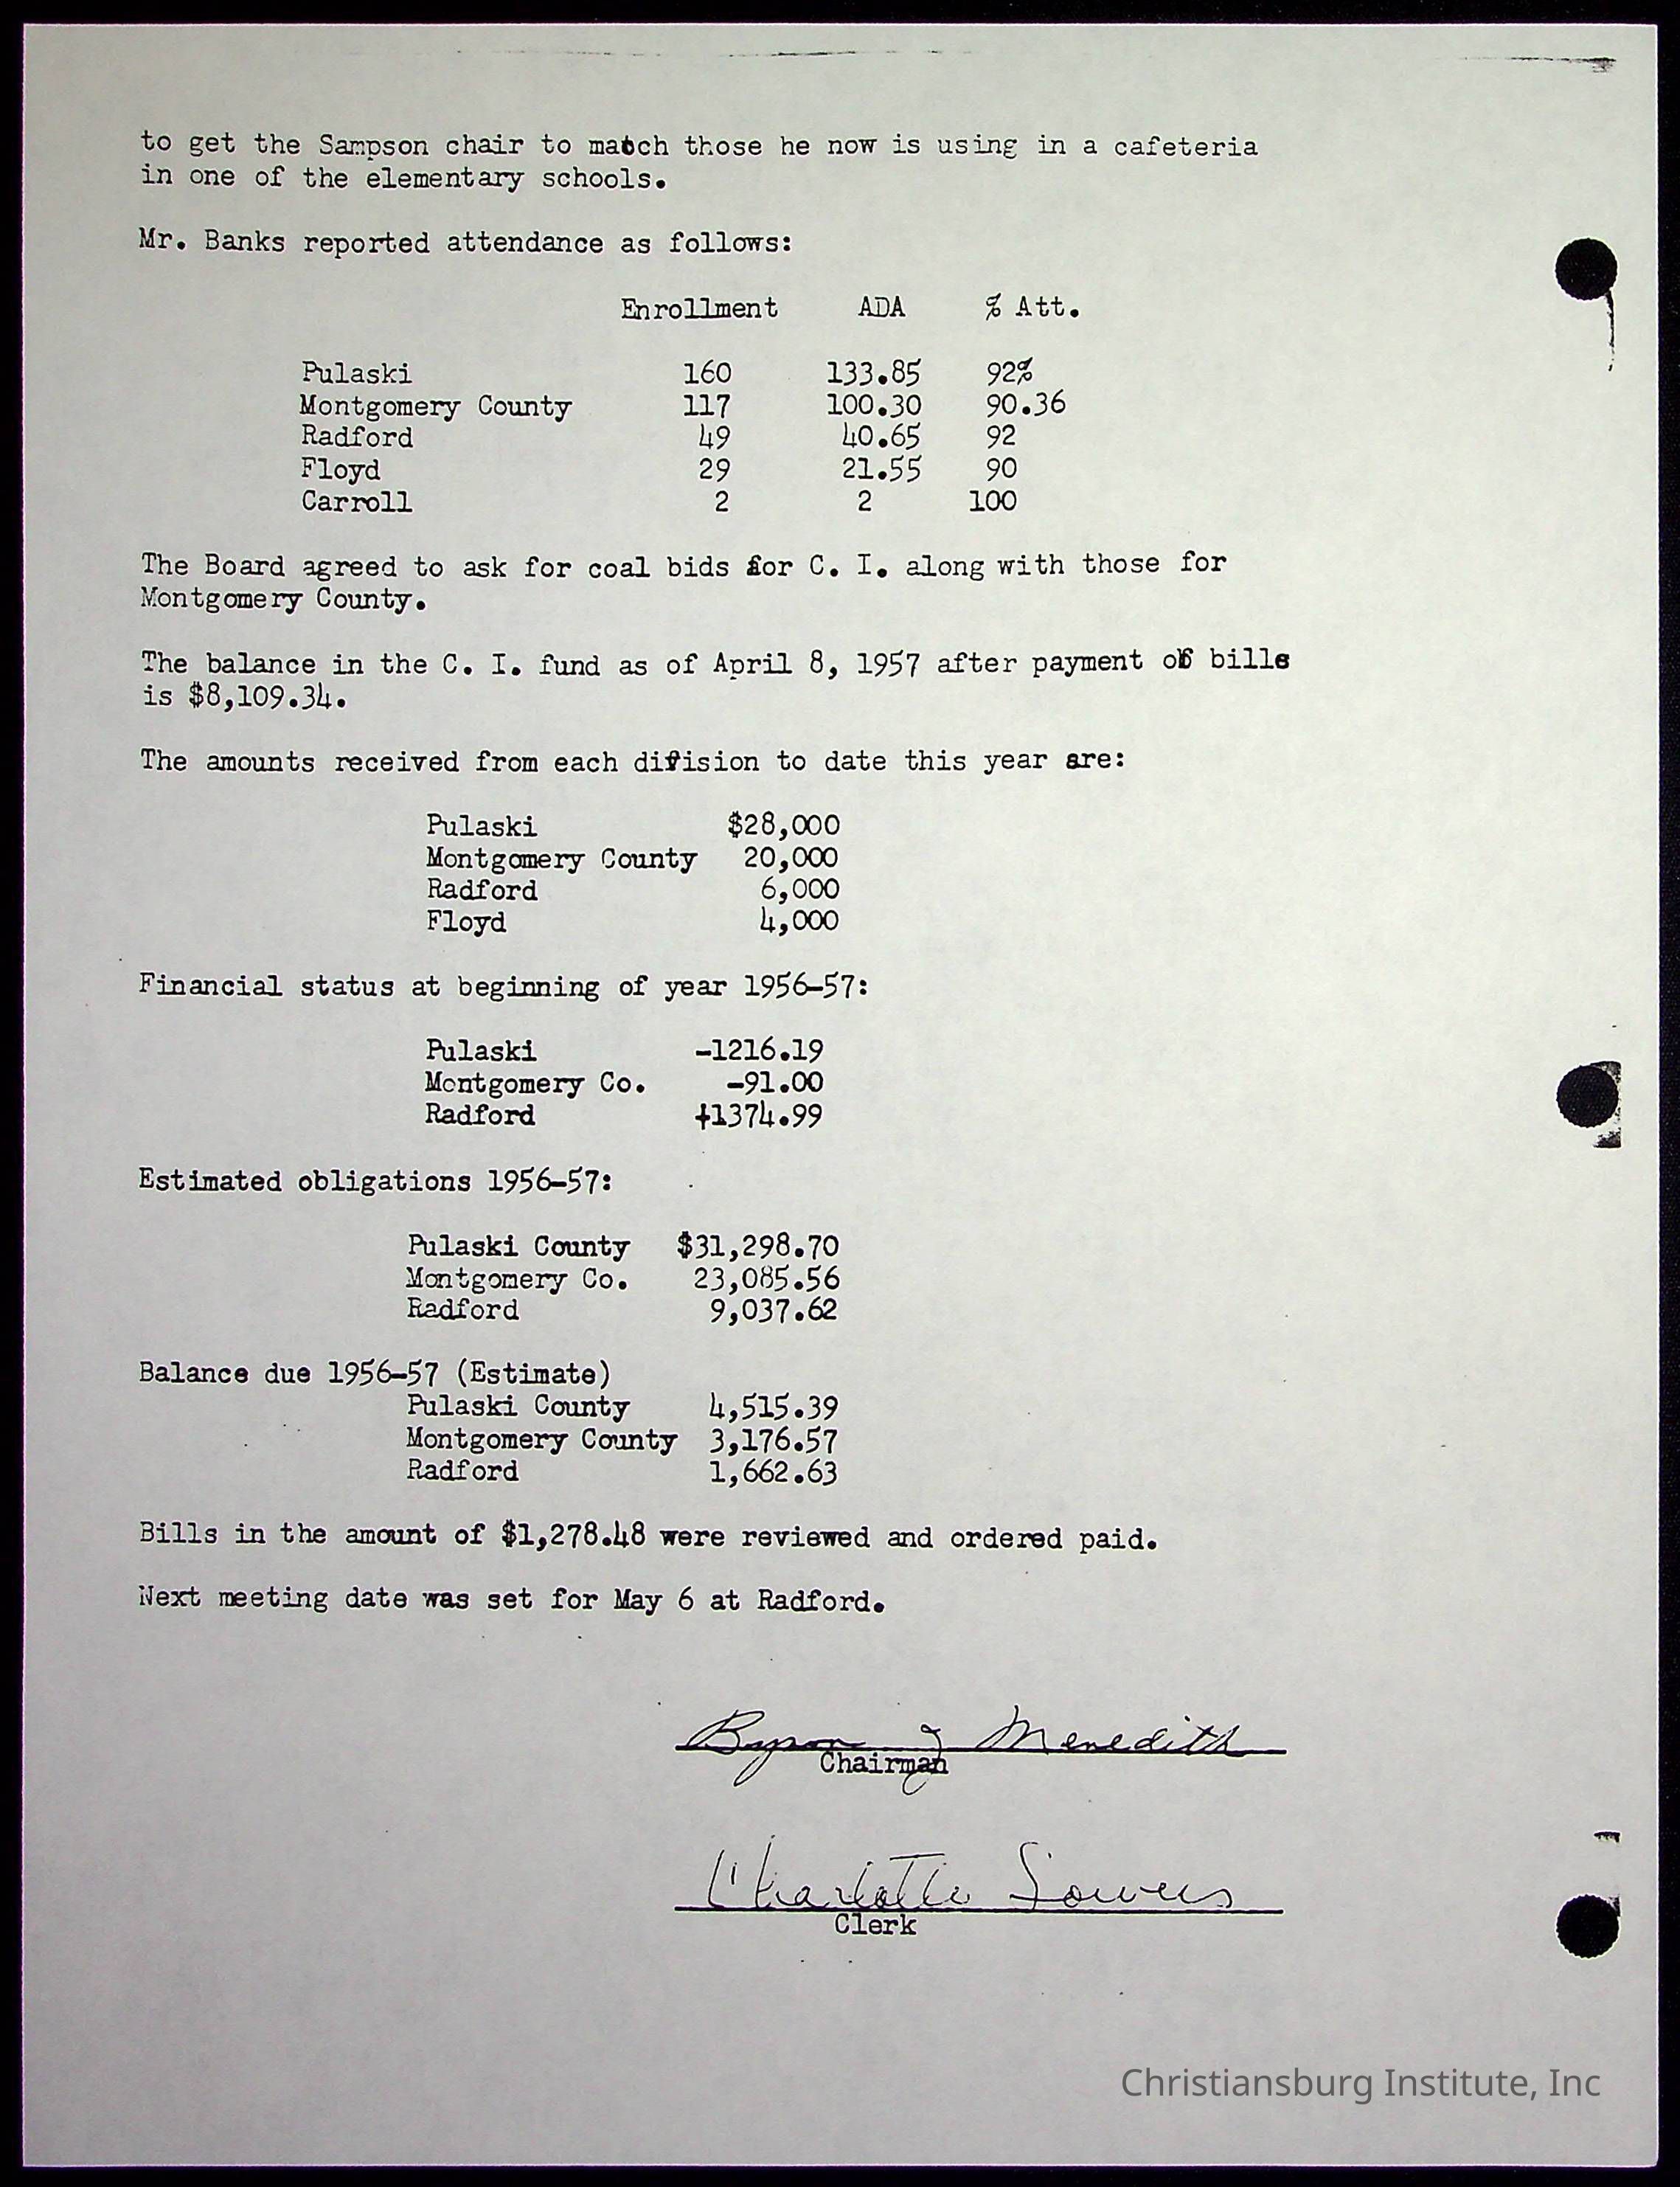 to get the Sampson chair to match those he now is using in a cafeteria
in one of the elementary schools.
Mr. Banks reported attendance as follows:
Enrollment ADA % Att.
Pulaski 160 133.85 92%
Montgomery County 117 100.30 90.36
Radford 49 40.65 92
Floyd 29 21.55 90
Carroll 2 2 100
The Board agreed to ask for coal bids for C. I. along with those for
Montgomery County.
The balance in the C. I. fund as of April 8, 1957 after payment of bills
is $8,109.34.
The amounts received from each division to date this year are:
Pulaski $28,000
Montgomery County 20,000
Radford 6,000
Floyd 4,000
Financial status at beginning of year 1956-57:
Pulaski -1216.19
Montgomery Co. -91.00
Radford +1374.99
Estimated obligations 1956-57:
Pulaski County $31,298.70
Montgomery Co. 23,085.56
Radford 9,037.62
Balance due 1956-57 (Estimate)
Pulaski County 4,515.39
Montgomery County 3,176.57
Radford 1,662.63
Bills in the amount of $1,278.48 were reviewed and ordered paid.
Next meeting date was set for May 6 at Radford.
Byron J Meredith
Chairman
Charlotte Sowers
Clerk
Christiansburg Institute, Inc